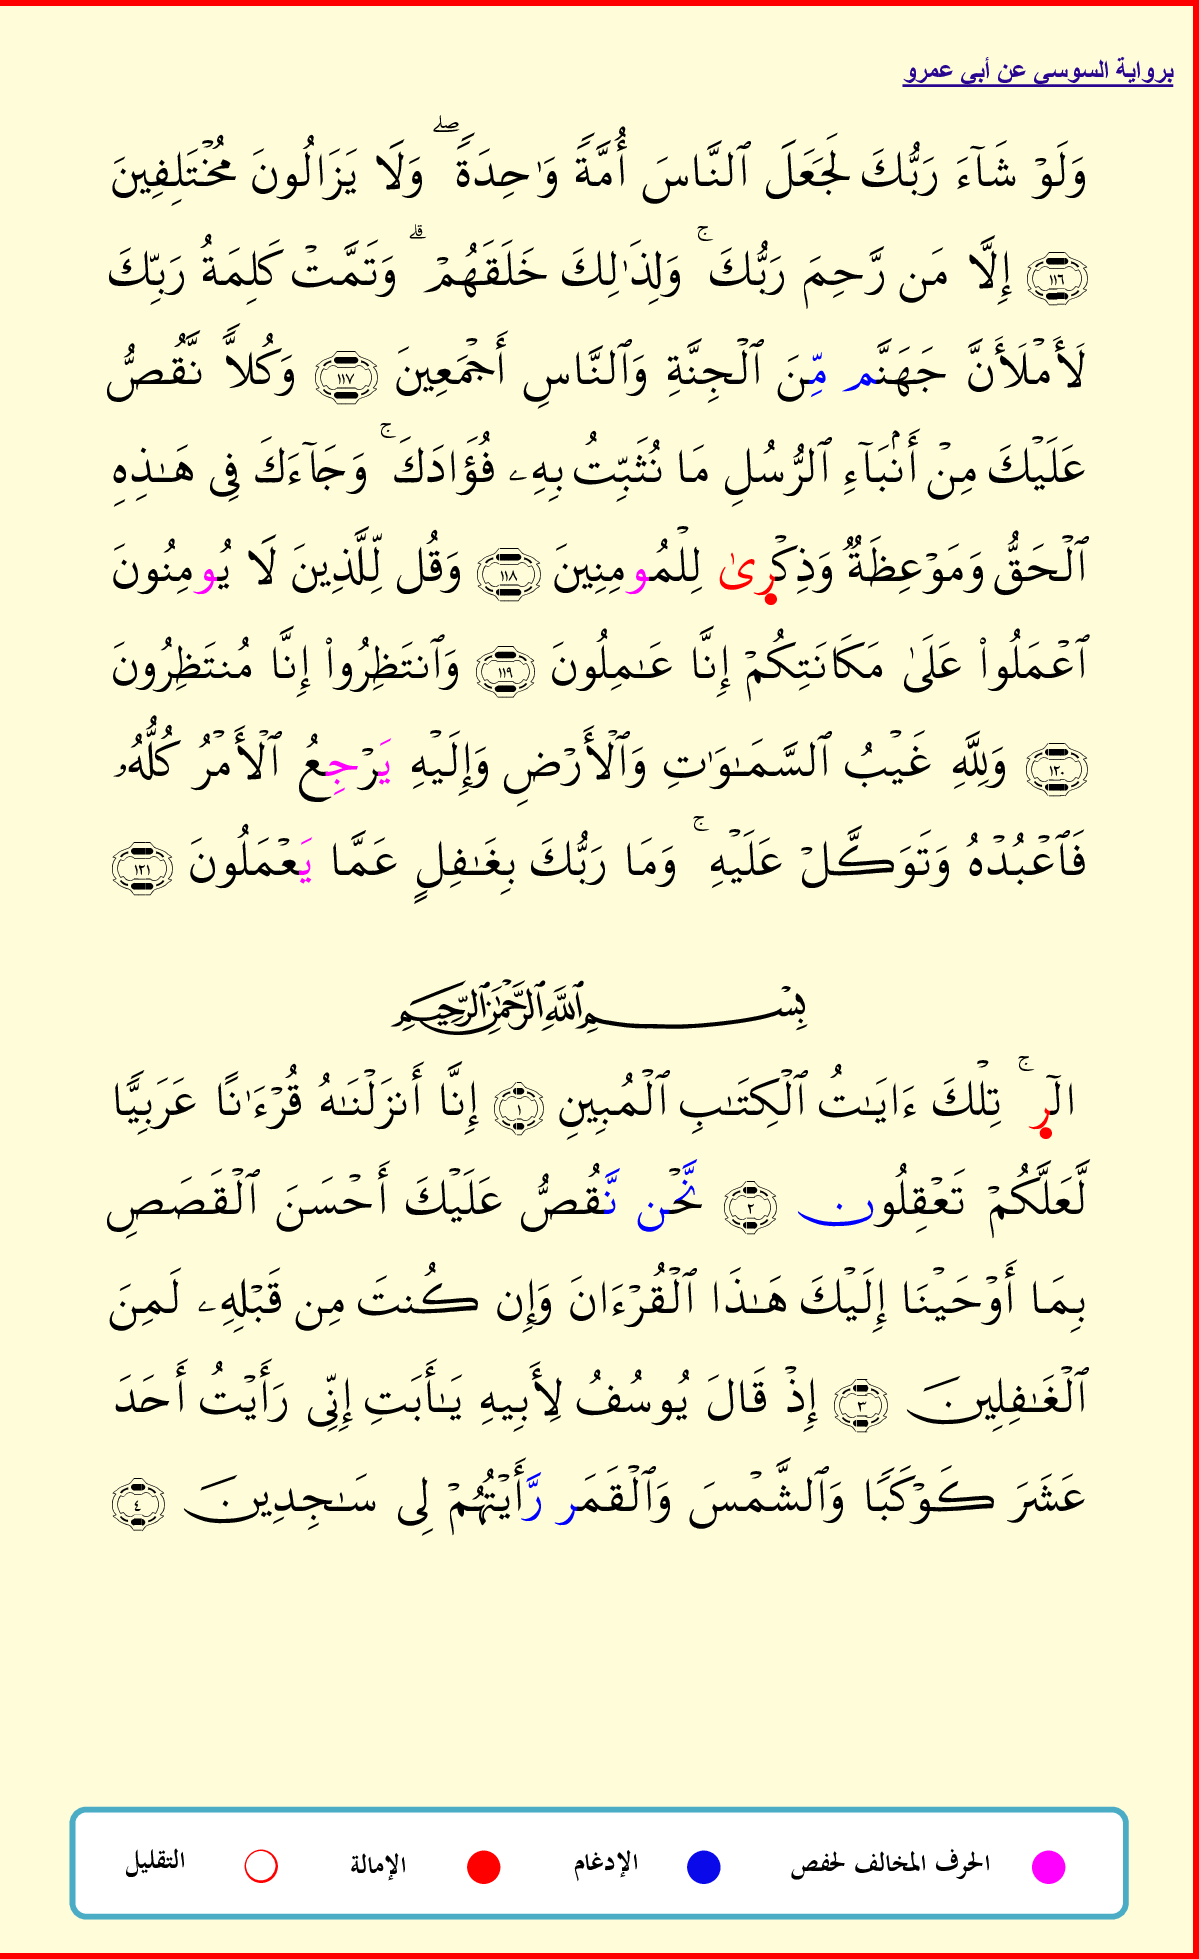 برواية السوسي عن أبي عمرو
وَلَوۡ شَآءَ رَبُّكَ لَجَعَلَ ٱلنَّاسَ أُمَّةً وَٰحِدَةً ۖ وَلَا يَزَالُونَ مُخۡتَلِفِينَ
١١٦ إِلَّا مَن رَّحِمَ رَبُّكَ ۚ وَلِذَٰلِكَ خَلَقَهُمۡ ۗ وَتَمَّتۡ كَلِمَةُ رَبِّكَ
لَأَمۡلَأَنَّ جَهَنَّم مِّنَ ٱلۡجِنَّةِ وَٱلنَّاسِ أَجۡمَعِينَ ١١٧ وَكُلاًّ نَّقُصُّ
عَلَيۡكَ مِنۡ أَنۢبَآءِ ٱلرُّسُلِ مَا نُثَبِّتُ بِهِۦ فُؤَادَكَ ۚ وَجَآءَكَ فِى هَـٰذِهِ
ٱلۡحَقُّ وَمَوۡعِظَةٌ وَذِكۡرِىٰ لِلۡمُومِنِينَ ١١٨ وَقُل لِّلَّذِينَ لَا يُومِنُونَ
ٱعۡمَلُواْ عَلَىٰ مَكَانَتِكُمۡ إِنَّا عَـٰمِلُونَ ١١٩ وَٱنتَظِرُواْ إِنَّا مُنتَظِرُونَ
١٢٠ وَلِلَّهِ غَيۡبُ ٱلسَّمَـٰوَٰتِ وَٱلۡأَرۡضِ وَإِلَيۡهِ يَرۡجِعُ ٱلۡأَمۡرُ كُلُّهُۥ
فَٱعۡبُدۡهُ وَتَوَكَّلۡ عَلَيۡهِ ۚ وَمَا رَبُّكَ بِغَـٰفِلٍ عَمَّا يَعۡمَلُونَ ١٢١
بِسۡمِ ٱللَّهِ ٱلرَّحۡمَٰنِ ٱلرَّحِيمِ
الٓرِ ۚ تِلۡكَ ءَايَـٰتُ ٱلۡكِتَـٰبِ ٱلۡمُبِينِ ١ إِنَّا أَنزَلۡنَـٰهُ قُرۡءَٰنًا عَرَبِيًّا
لَّعَلَّكُمۡ تَعۡقِلُون ٢ نَّحۡن نَّقُصُّ عَلَيۡكَ أَحۡسَنَ ٱلۡقَصَصِ
بِمَا أَوۡحَيۡنَا إِلَيۡكَ هَـٰذَا ٱلۡقُرۡءَانَ وَإِن كُنتَ مِن قَبۡلِهِۦ لَمِنَ
ٱلۡغَـٰفِلِينَ ٣ إِذۡ قَالَ يُوسُفُ لِأَبِيهِ يَـٰأَبَتِ إِنِّى رَأَيۡتُ أَحَدَ
عَشَرَ كَوۡكَبًا وَٱلشَّمۡسَ وَٱلۡقَمَر رَّأَيۡتُهُمۡ لِى سَـٰجِدِينَ ٤
الحرف المخالف لحفص الإدغام الإمالة التقليل